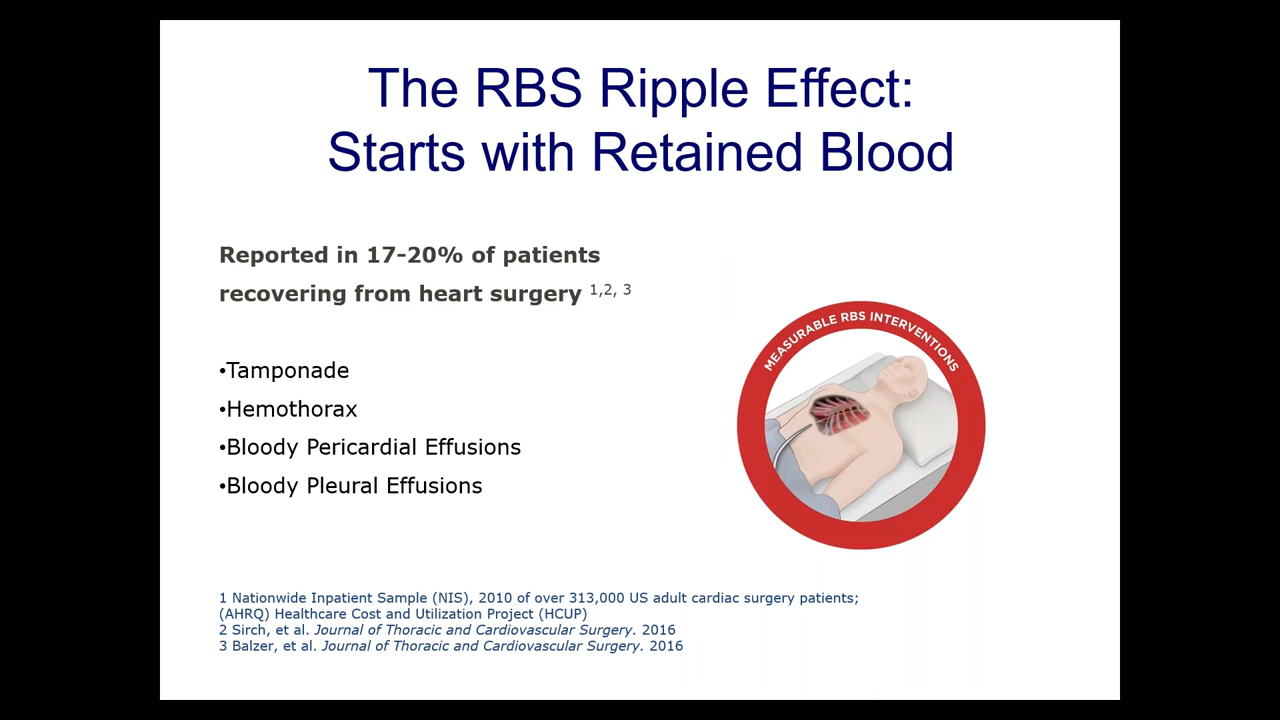 The RBS Ripple Effect:
Starts with Retained Blood
Reported in 17-20% of patients
recovering from heart surgery 1,2, 3
•Tamponade
•Hemothorax
•Bloody Pericardial Effusions
•Bloody Pleural Effusions
MEASURABLE RBS INTERVENTIONS
1 Nationwide Inpatient Sample (NIS), 2010 of over 313,000 US adult cardiac surgery patients;
(AHRQ) Healthcare Cost and Utilization Project (HCUP)
2 Sirch, et al. Journal of Thoracic and Cardiovascular Surgery. 2016
3 Balzer, et al. Journal of Thoracic and Cardiovascular Surgery. 2016